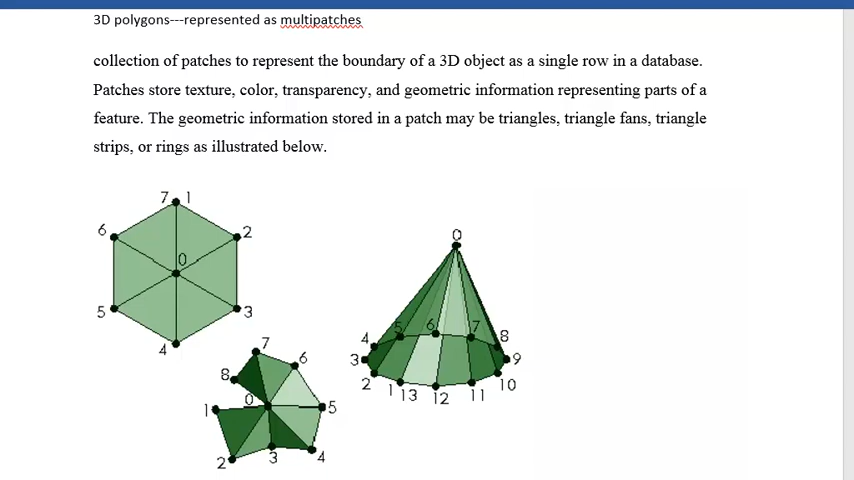 3D polygons---represented as multipatches
collection of patches to represent the boundary of a 3D object as a single row in a database.
Patches store texture, color, transparency, and geometric information representing parts of a
feature. The geometric information stored in a patch may be triangles, triangle fans, triangle
strips, or rings as illustrated below.
7 1
6 2
0
5 3
4
0
4 5 6 7 8
3 9
2 1 13 12 11 10
7 6
8
0
1 5
2 3 4